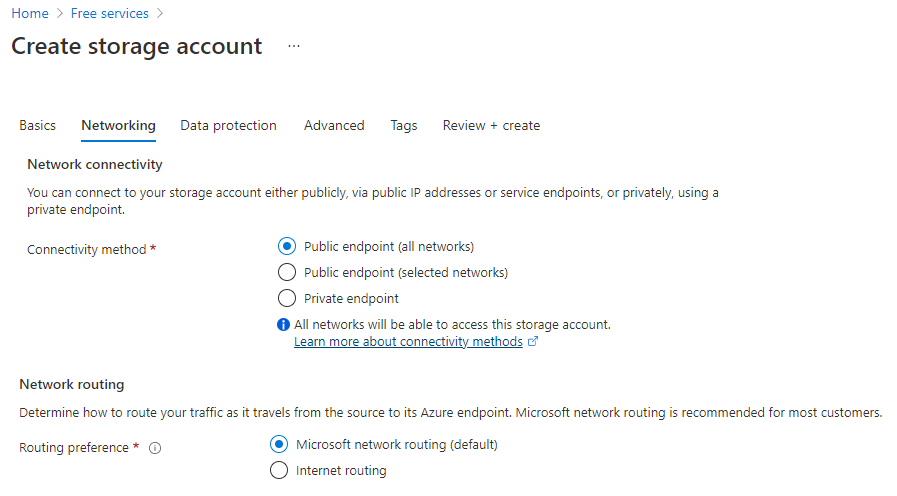 Home > Free services >
Create storage account ...
Basics Networking Data protection Advanced Tags Review + create
Network connectivity
You can connect to your storage account either publicly, via public IP addresses or service endpoints, or privately, using a
private endpoint.
Connectivity method * Public endpoint (all networks)
Public endpoint (selected networks)
Private endpoint
All networks will be able to access this storage account.
Learn more about connectivity methods
Network routing
Determine how to route your traffic as it travels from the source to its Azure endpoint. Microsoft network routing is recommended for most customers.
Routing preference * Microsoft network routing (default)
Internet routing